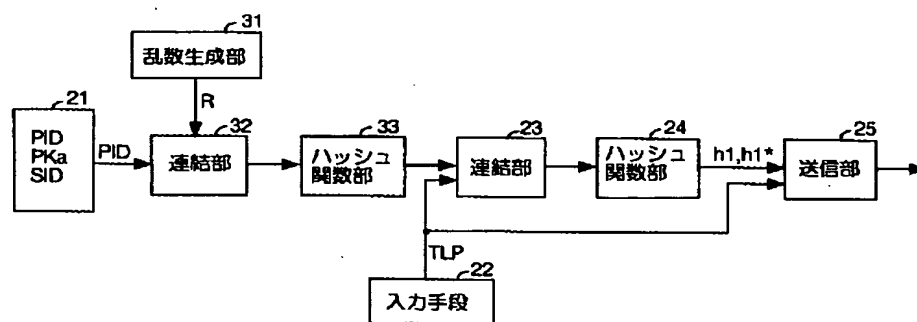 31
乱数生成部
R
21
PID
PKa
SID
PID
32
連結部
33
ハッシュ
関数部
23
連結部
24
ハッシュ
関数部
h1,h1*
25
送信部
TLP
22
入力手段